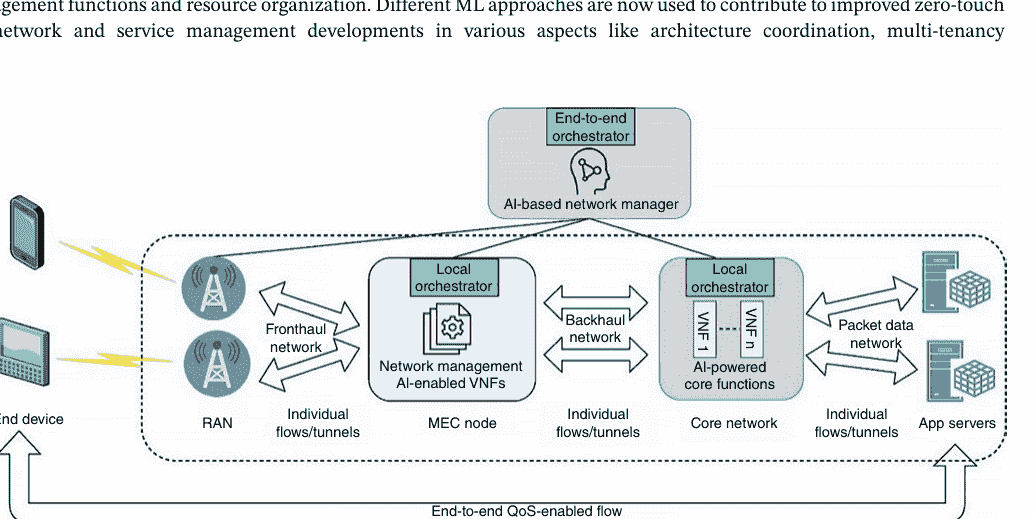 gement functions and resource organization. Different ML approaches are now used to contribute to improved zero-touch
network and service management developments in various aspects like architecture coordination, multi-tenancy
End-to-end
orchestrator
AI-based network manager
Local
orchestrator
Local
orchestrator
Fronthaul
network
Network management
AI-enabled VNFs
Backhaul
network
VNF 1
VNF n
AI-powered
core functions
Packet data
network
End device
RAN
Individual
flows/tunnels
MEC node
Individual
flows/tunnels
Core network
Individual
flows/tunnels
App servers
End-to-end QoS-enabled flow